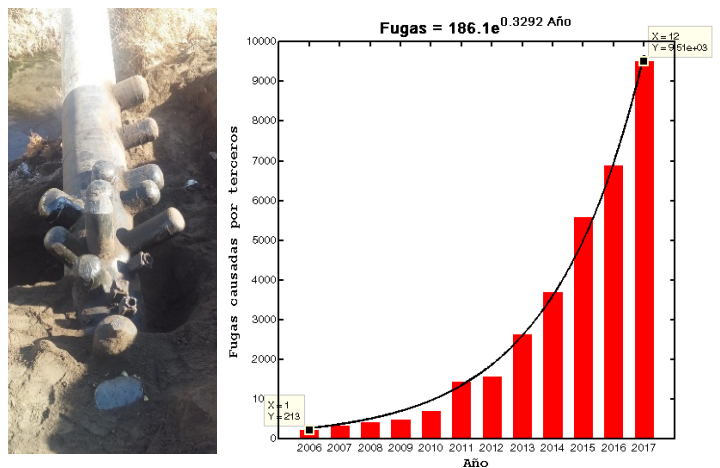 Fugas = 186.1e^0.3292 Año
X = 12
Y = 9.51e+03
10000
9000
8000
7000
6000
5000
4000
3000
2000
1000
0
Fugas causadas por terceros
X = 1
Y = 213
2006 2007 2008 2009 2010 2011 2012 2013 2014 2015 2016 2017
Año